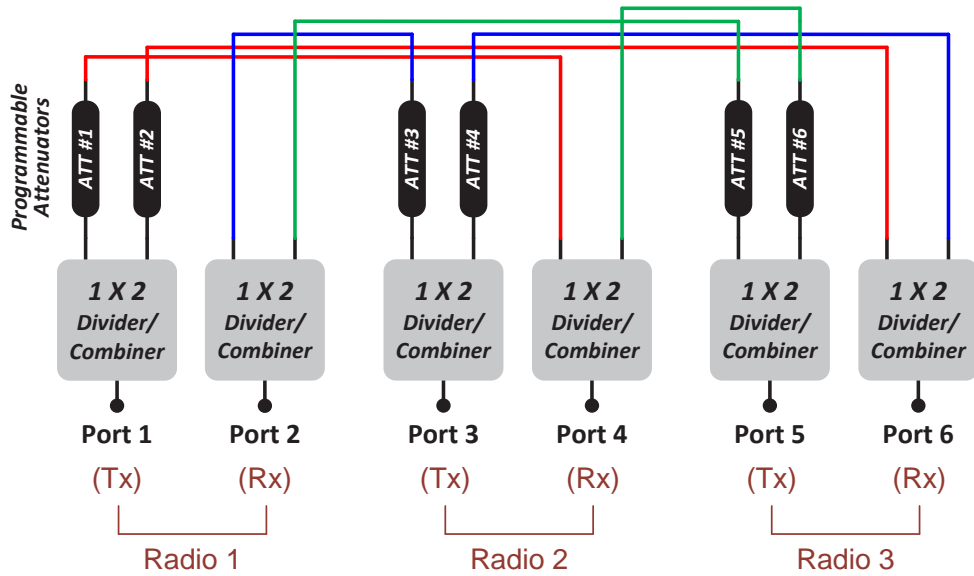 Programmable
Attenuators
ATT #1
ATT #2
ATT #3
ATT #4
ATT #5
ATT #6
1 X 2
Divider/
Combiner
1 X 2
Divider/
Combiner
1 X 2
Divider/
Combiner
1 X 2
Divider/
Combiner
1 X 2
Divider/
Combiner
1 X 2
Divider/
Combiner
Port 1
Port 2
Port 3
Port 4
Port 5
Port 6
(Tx)
(Rx)
(Tx)
(Rx)
(Tx)
(Rx)
Radio 1
Radio 2
Radio 3